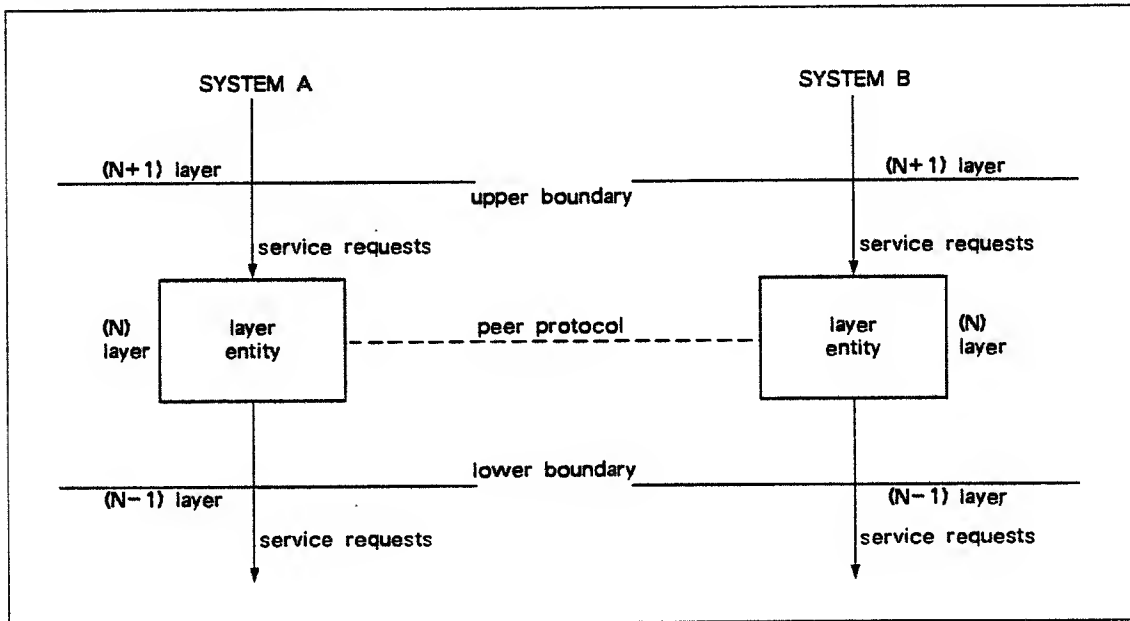 SYSTEM A
SYSTEM B
(N+1) layer
(N+1) layer
upper boundary
service requests
service requests
(N)
layer
layer
entity
peer protocol
layer
entity
(N)
layer
lower boundary
(N-1) layer
(N-1) layer
service requests
service requests